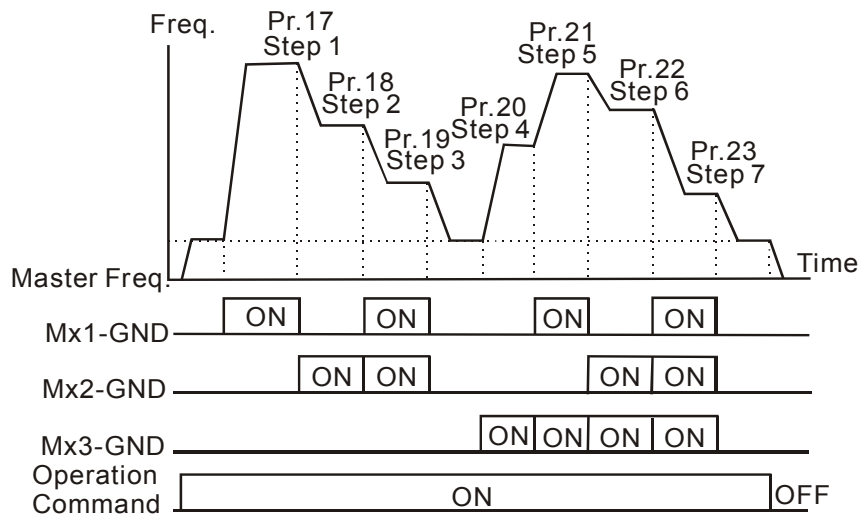 Freq.
Pr.17
Step 1
Pr.18
Step 2
Pr.19
Step 3
Pr.20
Step 4
Pr.21
Step 5
Pr.22
Step 6
Pr.23
Step 7
Master Freq.
Time
Mx1-GND
ON
ON
ON
ON
Mx2-GND
ON
ON
ON
ON
Mx3-GND
ON
ON
ON
ON
Operation
Command
ON
OFF